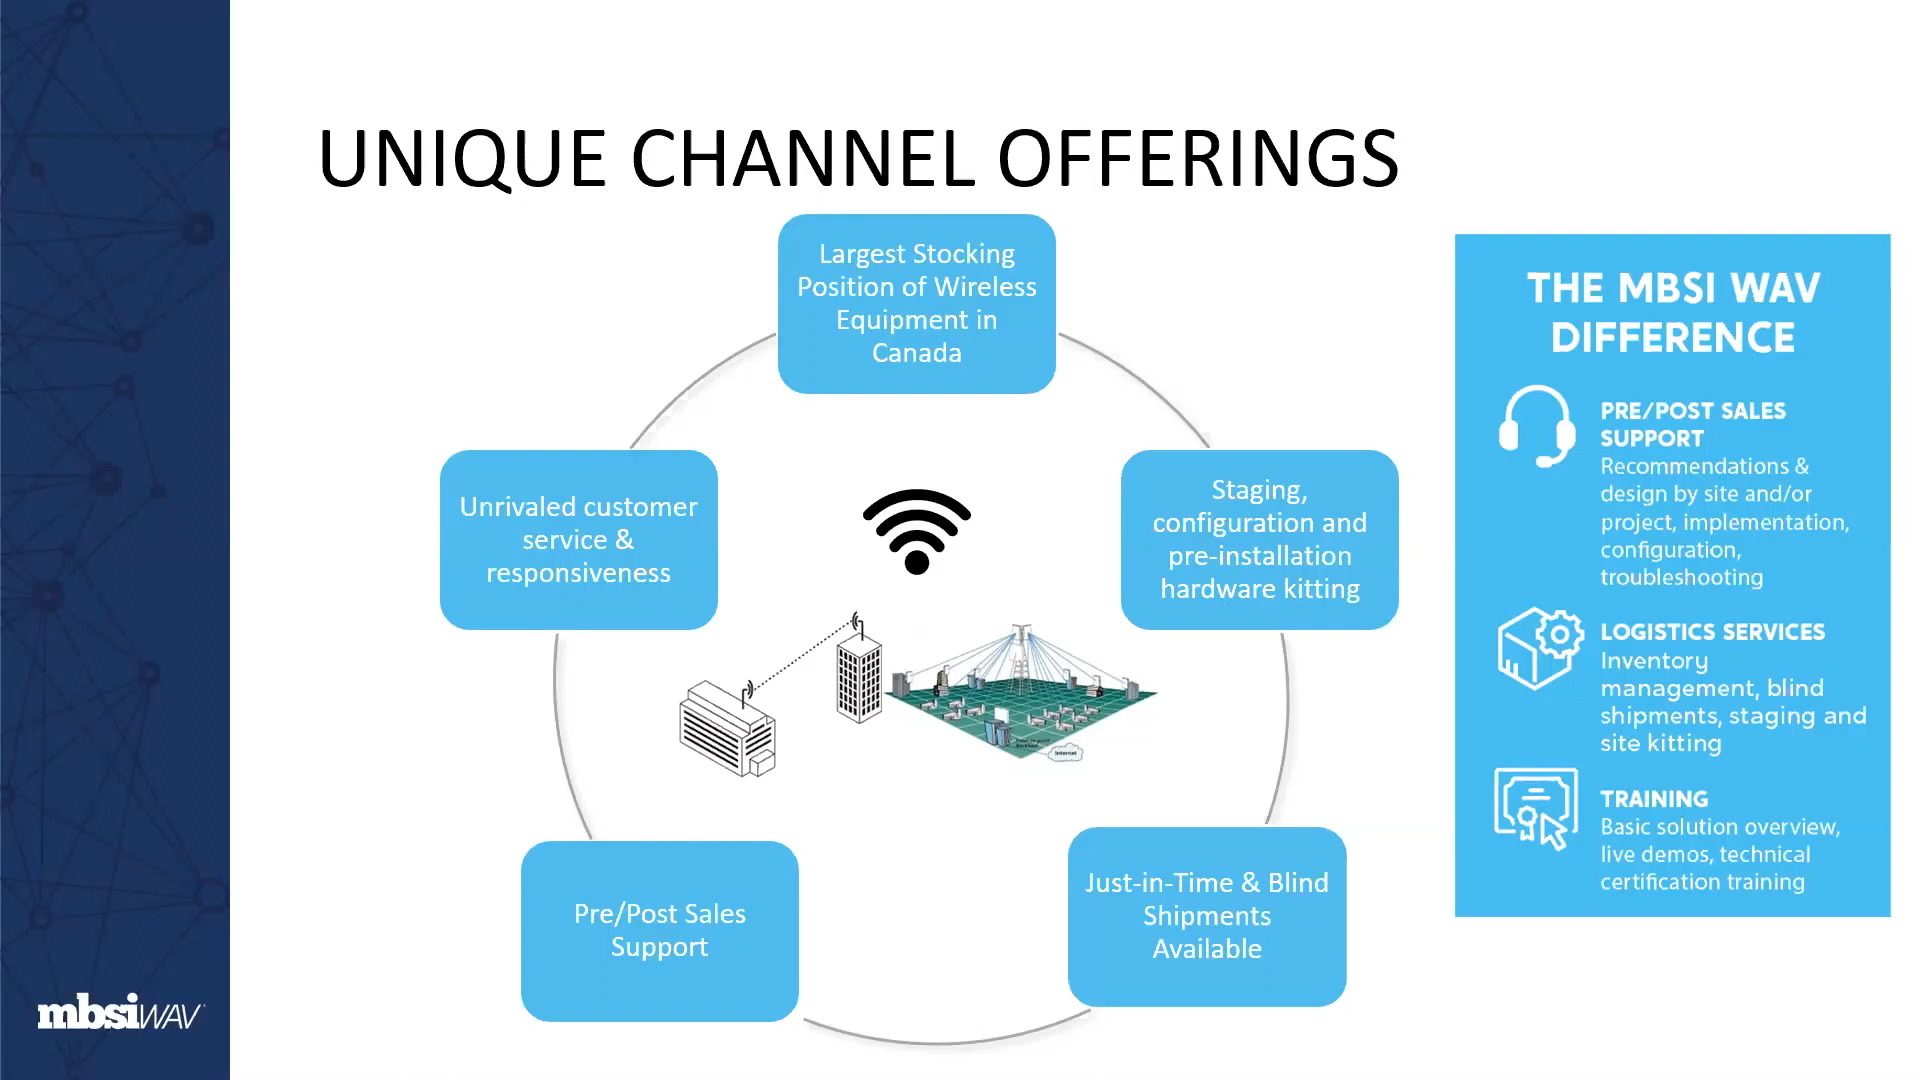 UNIQUE CHANNEL OFFERINGS
Largest Stocking
Position of Wireless
Equipment in
Canada
Unrivaled customer
service &
responsiveness
Staging,
configuration and
pre-installation
hardware kitting
Pre/Post Sales
Support
Just-in-Time & Blind
Shipments
Available
Internet
THE MBSI WAV
DIFFERENCE
PRE/POST SALES
SUPPORT
Recommendations &
design by site and/or
project, implementation,
configuration,
troubleshooting
LOGISTICS SERVICES
Inventory
management, blind
shipments, staging and
site kitting
TRAINING
Basic solution overview,
live demos, technical
certification training
mbsiWAV